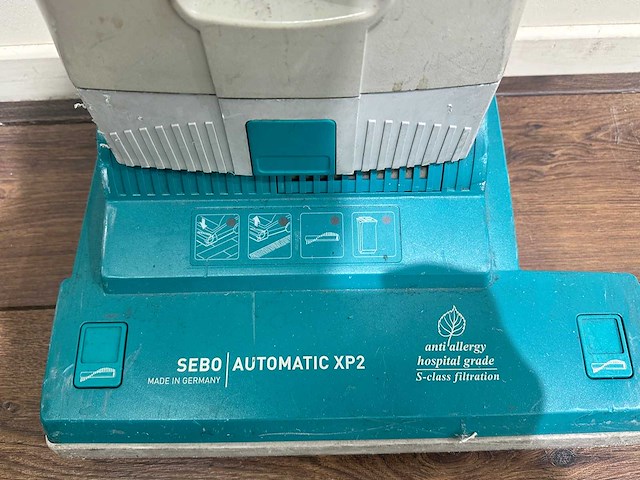 SEBO AUTOMATIC XP2
MADE IN GERMANY
anti allergy
hospital grade
S-class filtration